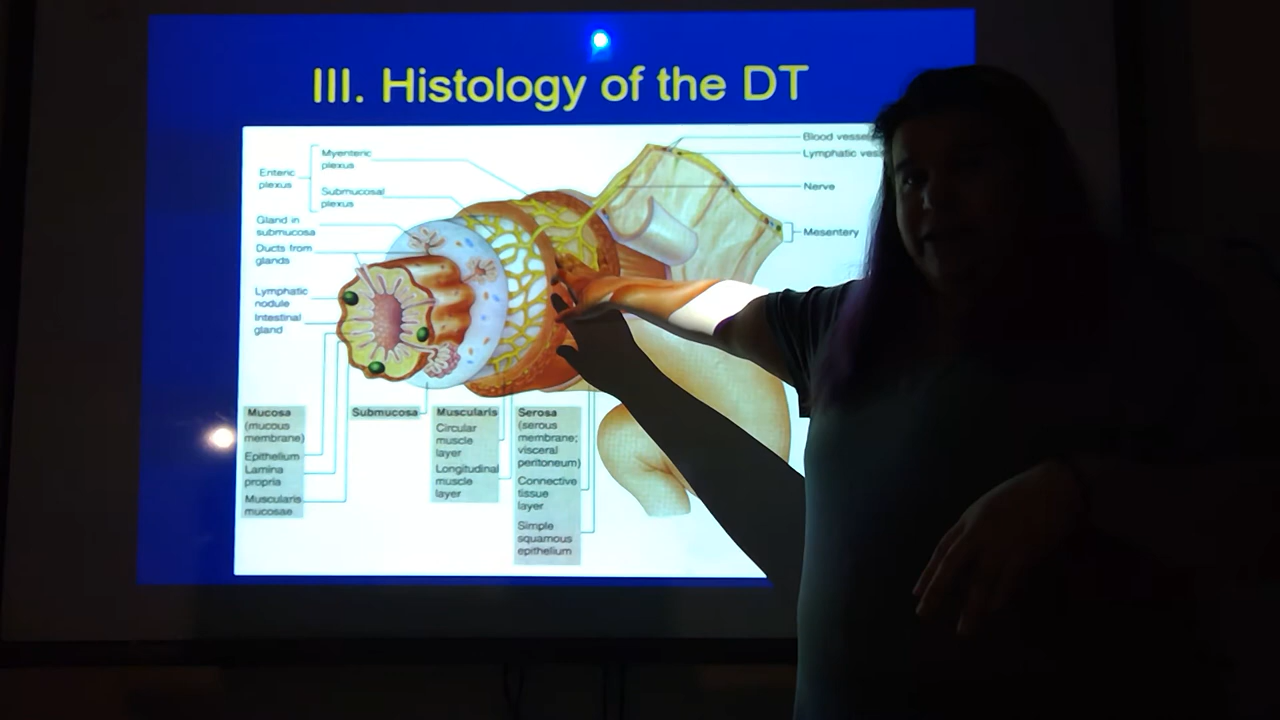 III. Histology of the DT
Enteric
plexus
Myenteric
plexus
Submucosal
plexus
Gland in
submucosa
Ducts from
glands
Lymphatic
nodule
Intestinal
gland
Blood
Lymphatic
Nerve
Mesentery
Mucosa
(mucous
membrane)
Epithelium
Lamina
propria
Muscularis
mucosae
Submucosa
Muscularis
Circular
muscle
layer
Longitudinal
muscle
layer
Serosa
(serous
membrane;
visceral
peritoneum)
Connective
tissue
layer
Simple
squamous
epithelium